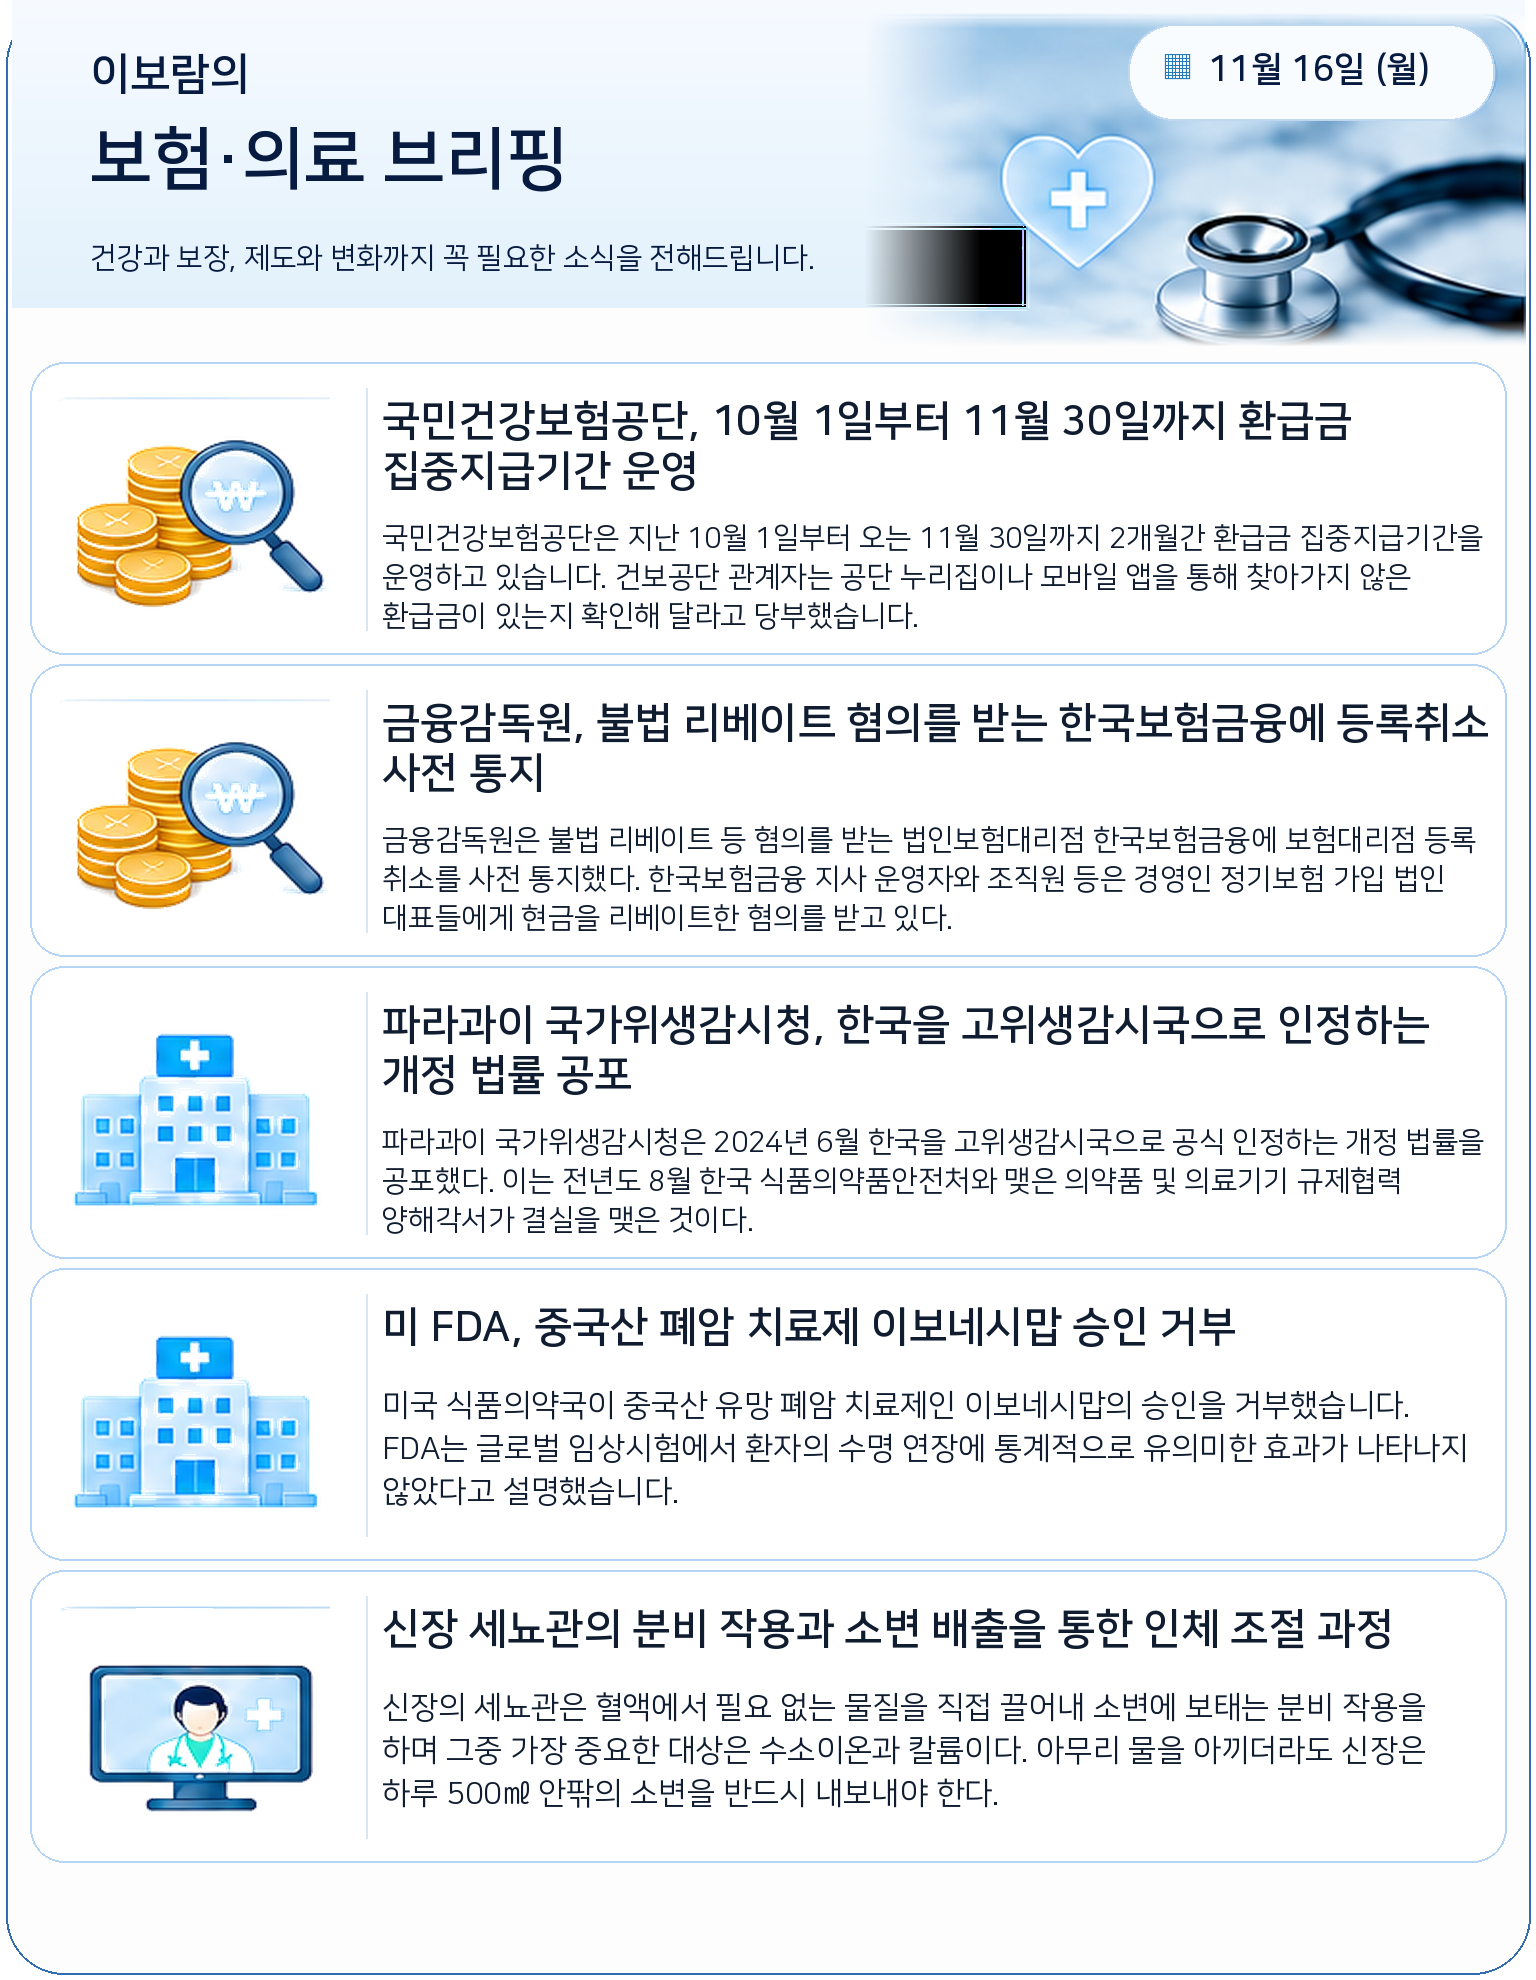 이보람의
보험·의료 브리핑
건강과 보장, 제도와 변화까지 꼭 필요한 소식을 전해드립니다.
11월 16일 (월)
국민건강보험공단, 10월 1일부터 11월 30일까지 환급금
집중지급기간 운영
국민건강보험공단은 지난 10월 1일부터 오는 11월 30일까지 2개월간 환급금 집중지급기간을
운영하고 있습니다. 건보공단 관계자는 공단 누리집이나 모바일 앱을 통해 찾아가지 않은
환급금이 있는지 확인해 달라고 당부했습니다.
금융감독원, 불법 리베이트 혐의를 받는 한국보험금융에 등록취소
사전 통지
금융감독원은 불법 리베이트 등 혐의를 받는 법인보험대리점 한국보험금융에 보험대리점 등록
취소를 사전 통지했다. 한국보험금융 지사 운영자와 조직원 등은 경영인 정기보험 가입 법인
대표들에게 현금을 리베이트한 혐의를 받고 있다.
파라과이 국가위생감시청, 한국을 고위생감시국으로 인정하는
개정 법률 공포
파라과이 국가위생감시청은 2024년 6월 한국을 고위생감시국으로 공식 인정하는 개정 법률을
공포했다. 이는 전년도 8월 한국 식품의약품안전처와 맺은 의약품 및 의료기기 규제협력
양해각서가 결실을 맺은 것이다.
미 FDA, 중국산 폐암 치료제 이보네시맙 승인 거부
미국 식품의약국이 중국산 유망 폐암 치료제인 이보네시맙의 승인을 거부했습니다.
FDA는 글로벌 임상시험에서 환자의 수명 연장에 통계적으로 유의미한 효과가 나타나지
않았다고 설명했습니다.
신장 세뇨관의 분비 작용과 소변 배출을 통한 인체 조절 과정
신장의 세뇨관은 혈액에서 필요 없는 물질을 직접 끌어내 소변에 보태는 분비 작용을
하며 그중 가장 중요한 대상은 수소이온과 칼륨이다. 아무리 물을 아끼더라도 신장은
하루 500㎖ 안팎의 소변을 반드시 내보내야 한다.